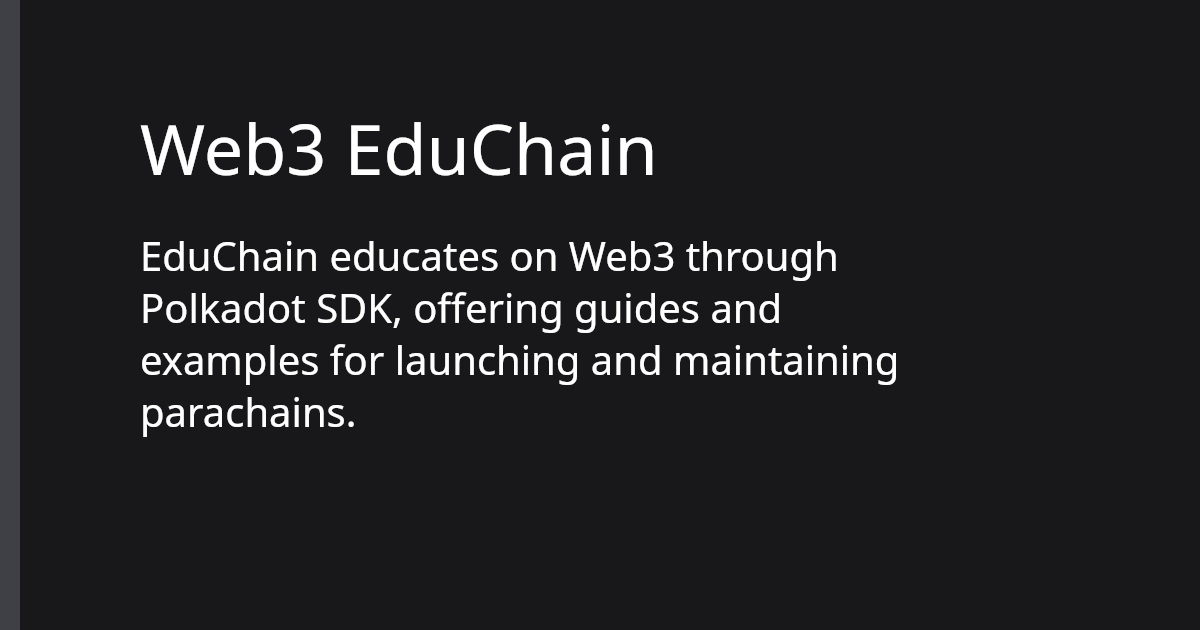 Web3 EduChain
EduChain educates on Web3 through
Polkadot SDK, offering guides and
examples for launching and maintaining
parachains.